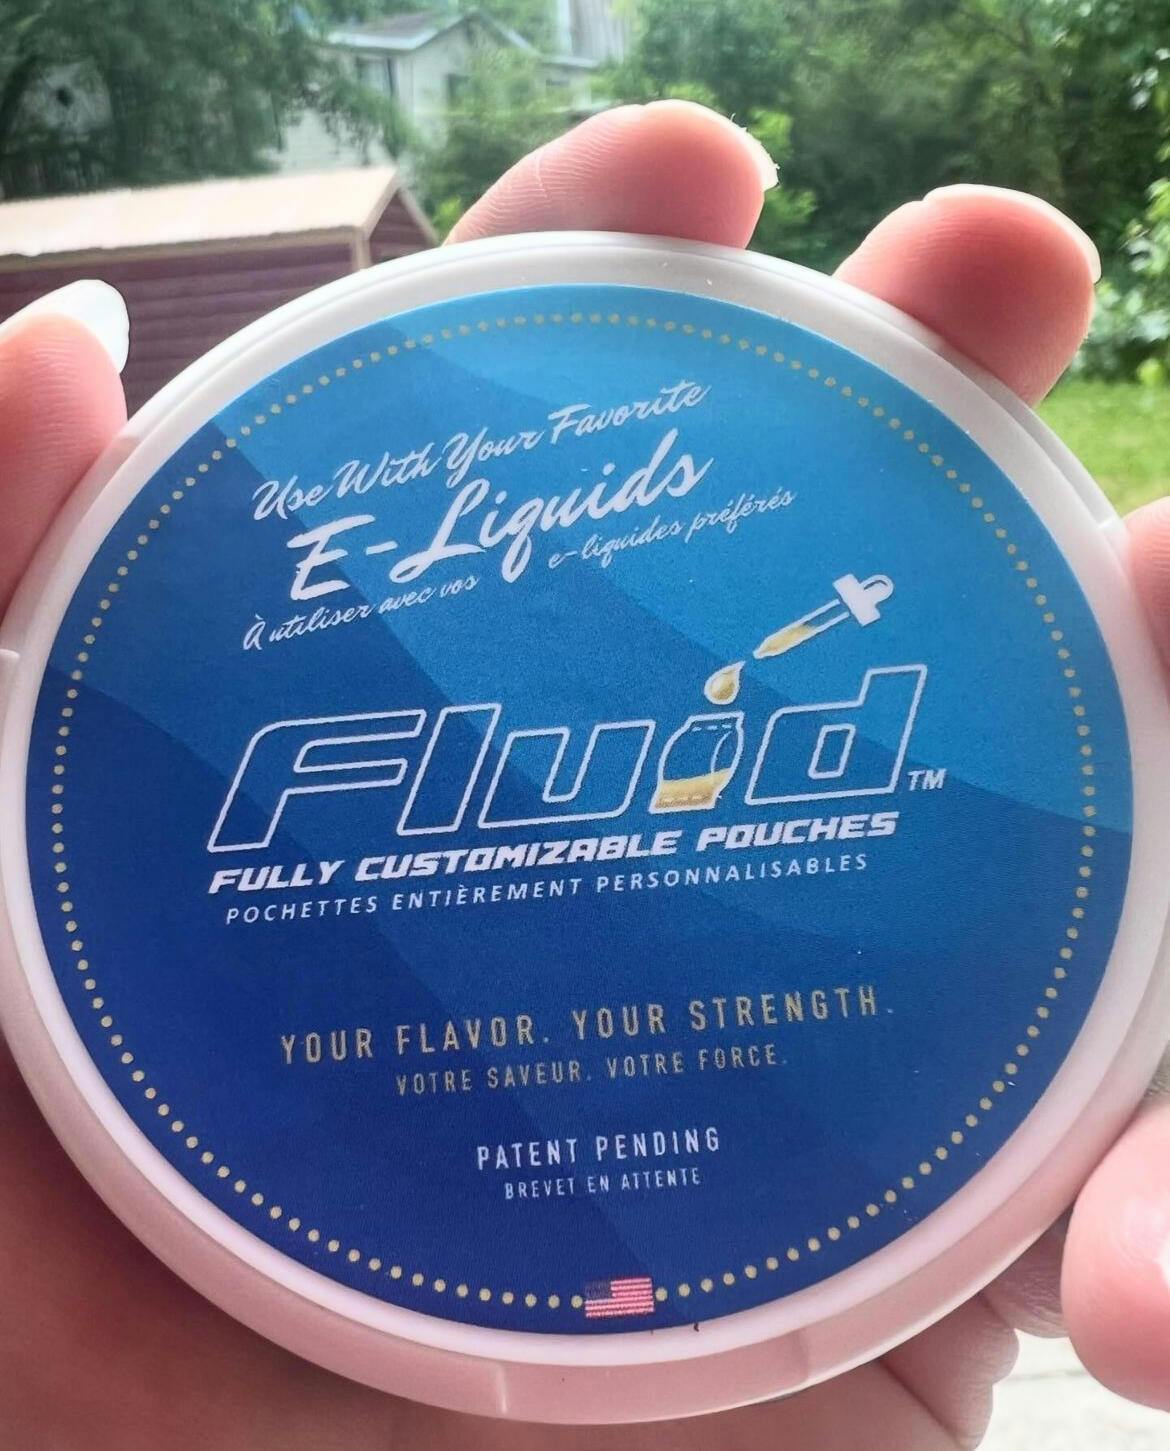 Use With Your Favorite
E-Liquids
À utiliser avec vos e-liquides préférés
Fluid™
FULLY CUSTOMIZABLE POUCHES
POCHETTES ENTIÈREMENT PERSONNALISABLES
YOUR FLAVOR. YOUR STRENGTH.
VOTRE SAVEUR. VOTRE FORCE.
PATENT PENDING
BREVET EN ATTENTE